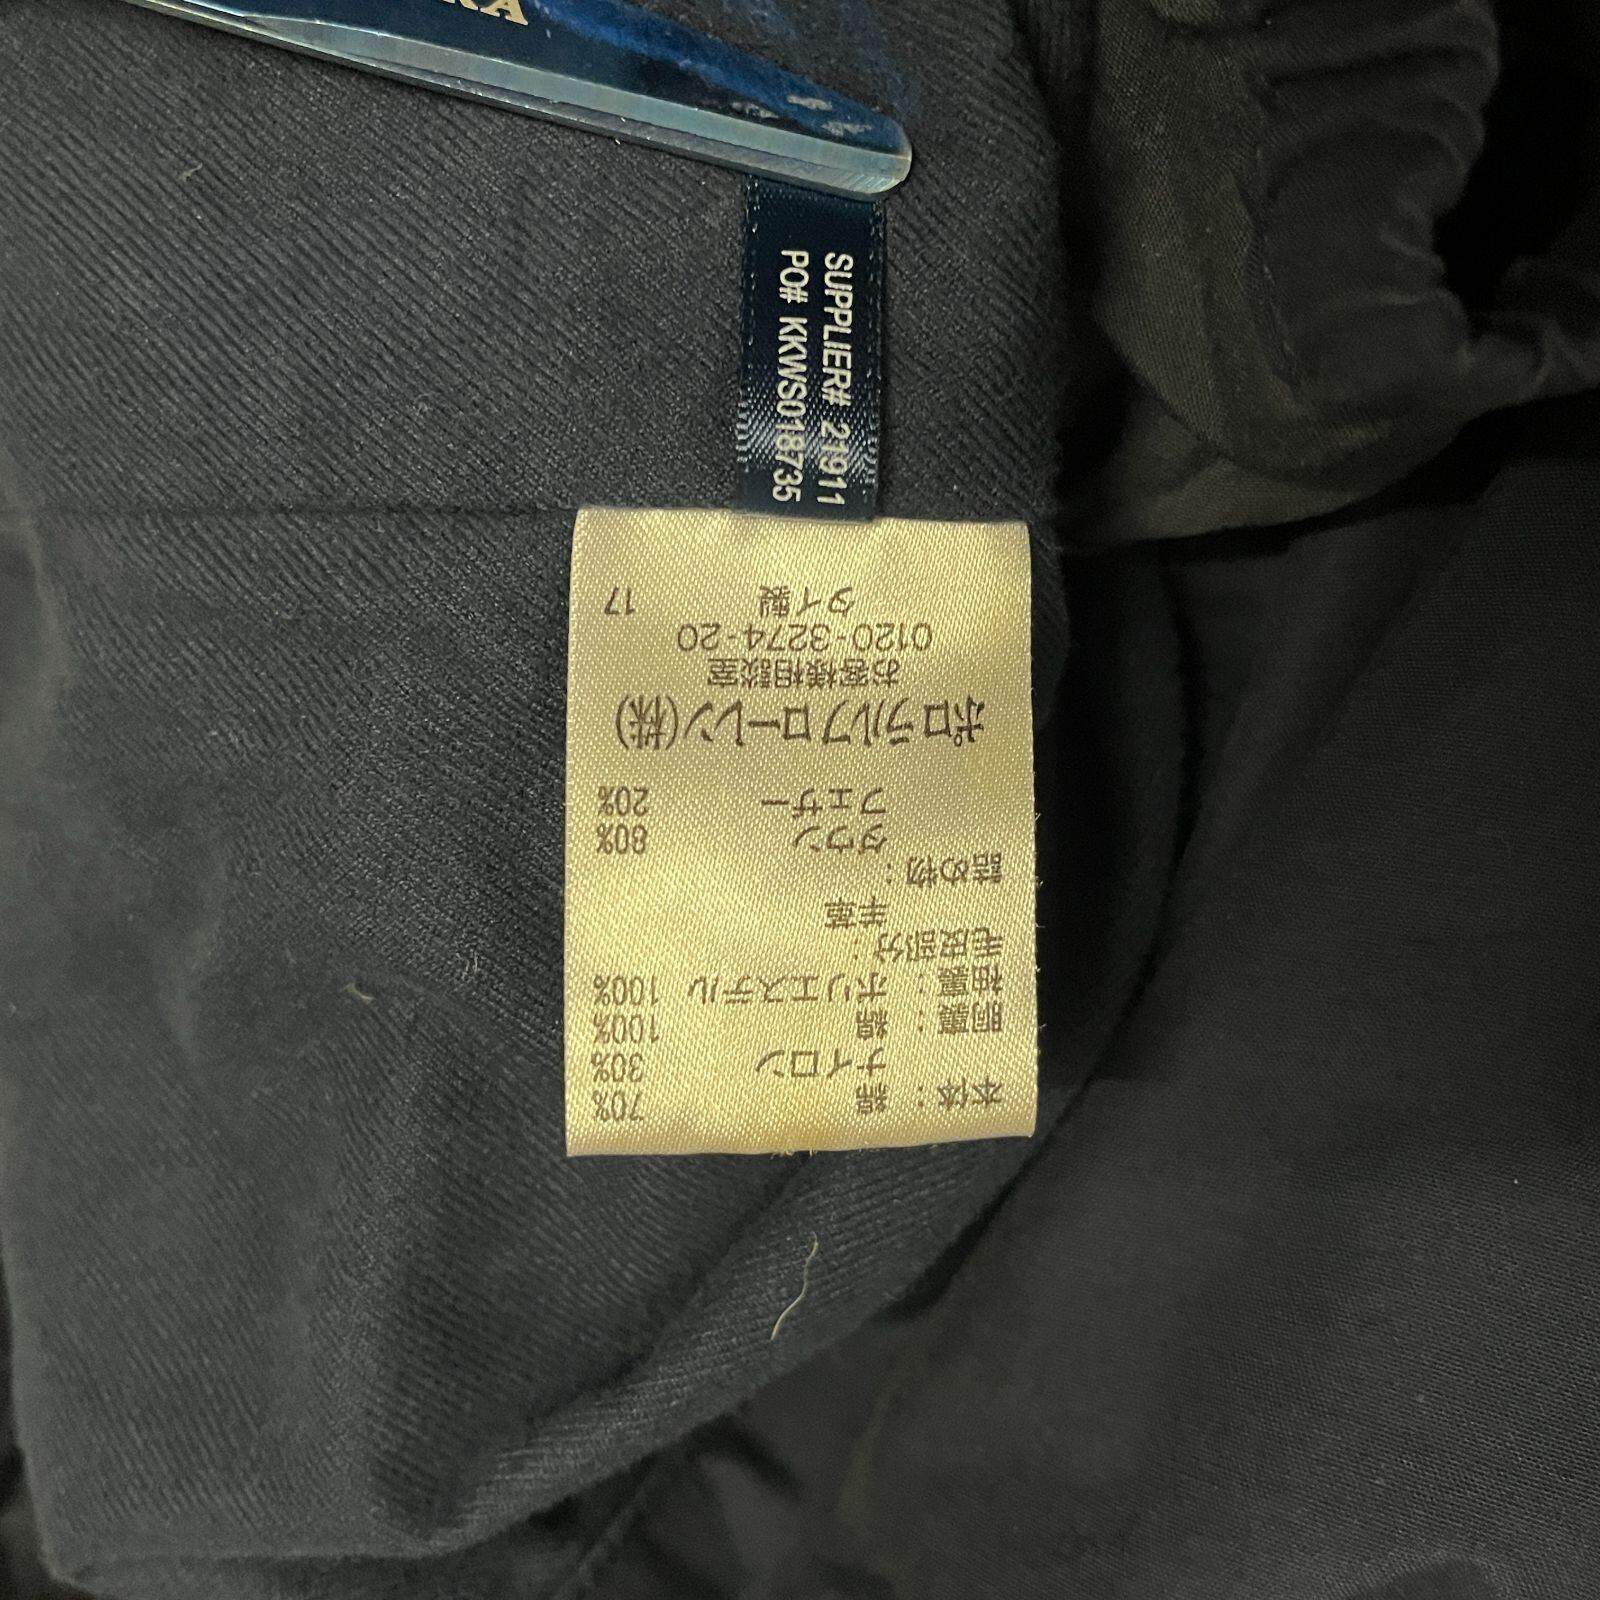 RA
SUPPLIER# 21911
PO# KKWS018735
本体: 綿 70%
ナイロン 30%
胴裏: 綿 100%
袖裏: ポリエステル 100%
毛皮部分:
羊革
詰め物:
ダウン 80%
フェザー 20%
ポロラルフローレン(株)
お客様相談室
0120-3274-20
タイ製 17